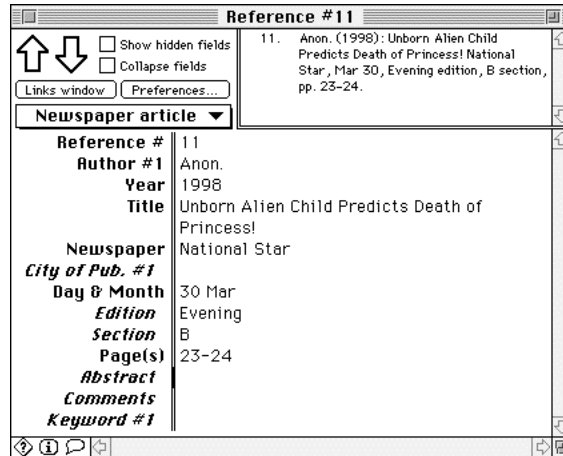 Reference #11
Show hidden fields
Collapse fields
Links window
Preferences...
Newspaper article
11. Anon. (1998): Unborn Alien Child
Predicts Death of Princess! National
Star, Mar 30, Evening edition, B section,
pp. 23-24.
Reference # 11
Author #1 Anon.
Year 1998
Title Unborn Alien Child Predicts Death of
Princess!
Newspaper National Star
City of Pub. #1
Day & Month 30 Mar
Edition Evening
Section B
Page(s) 23-24
Abstract
Comments
Keyword #1